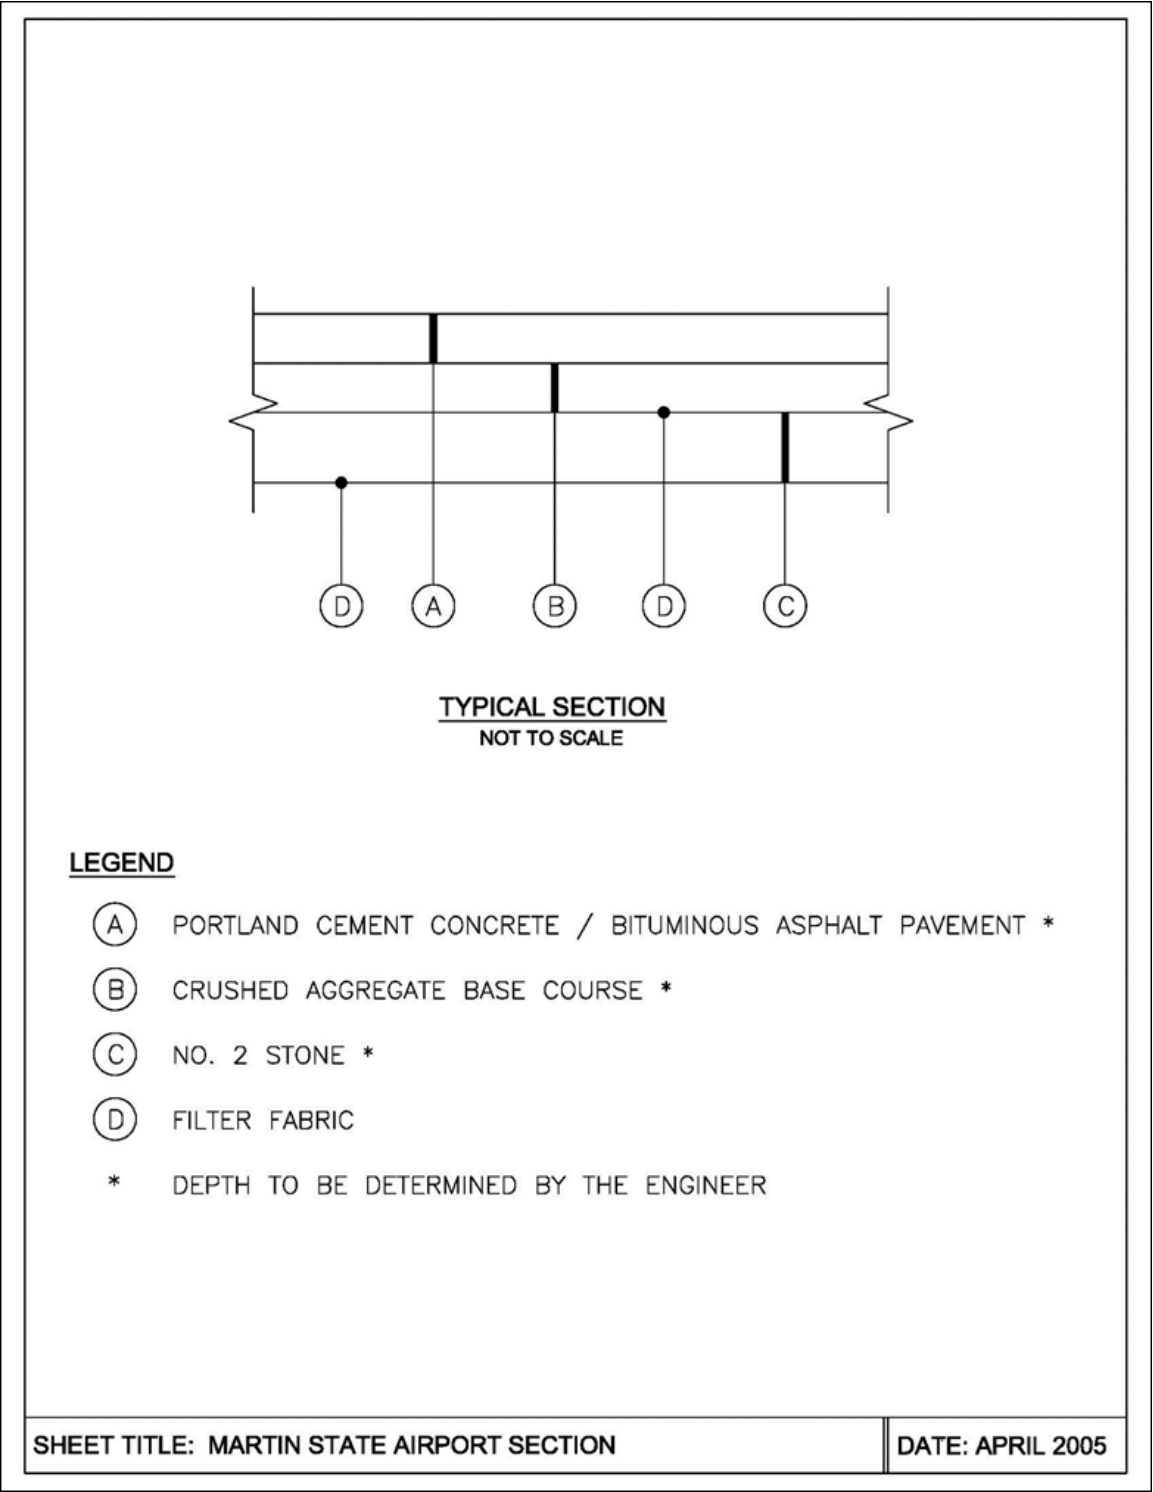 D A B D C
TYPICAL SECTION
NOT TO SCALE
LEGEND
A PORTLAND CEMENT CONCRETE / BITUMINOUS ASPHALT PAVEMENT *
B CRUSHED AGGREGATE BASE COURSE *
C NO. 2 STONE *
D FILTER FABRIC
* DEPTH TO BE DETERMINED BY THE ENGINEER
SHEET TITLE: MARTIN STATE AIRPORT SECTION
DATE: APRIL 2005